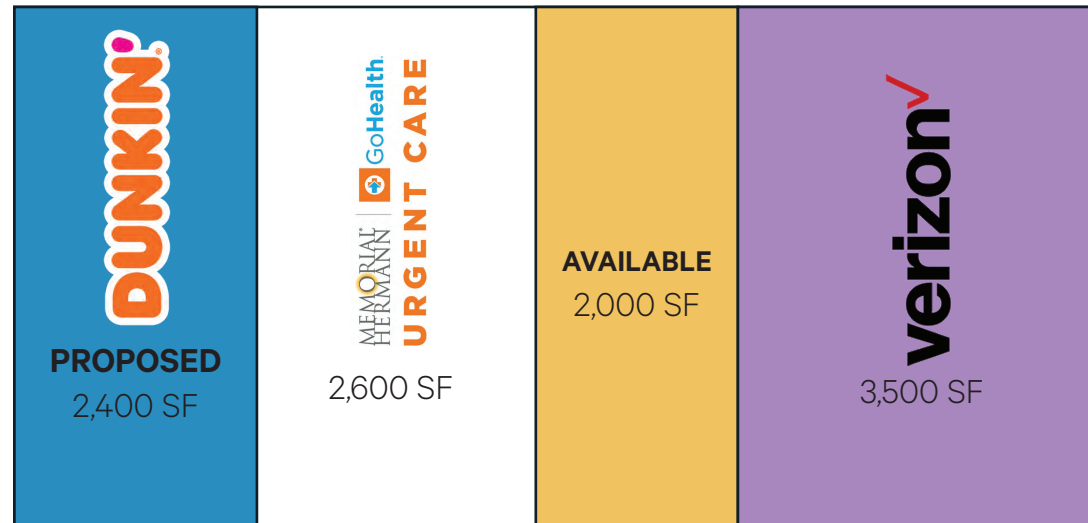 DUNKIN'
PROPOSED
2,400 SF
MEMORIAL
HERMANN
GoHealth
URGENT CARE
2,600 SF
AVAILABLE
2,000 SF
verizon
3,500 SF